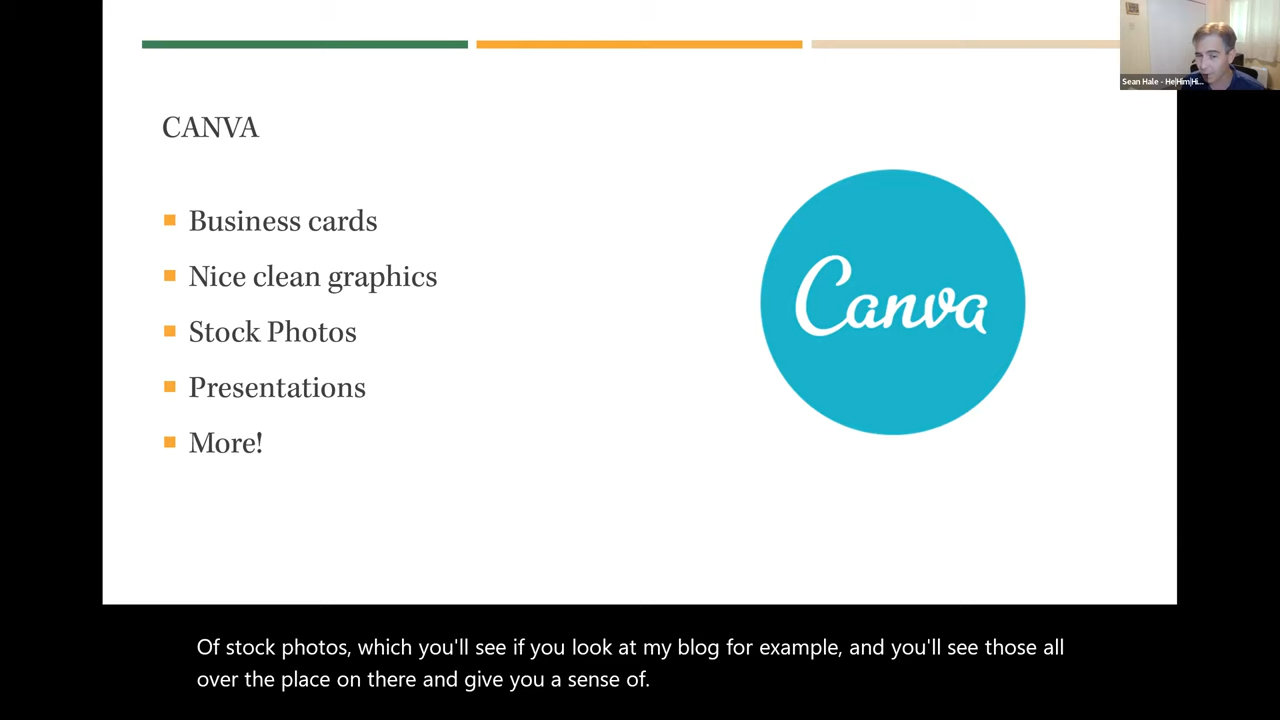 Sean Hale - He|Him|Hi...
CANVA
Business cards
Nice clean graphics
Stock Photos
Presentations
More!
Canva
Of stock photos, which you'll see if you look at my blog for example, and you'll see those all
over the place on there and give you a sense of.